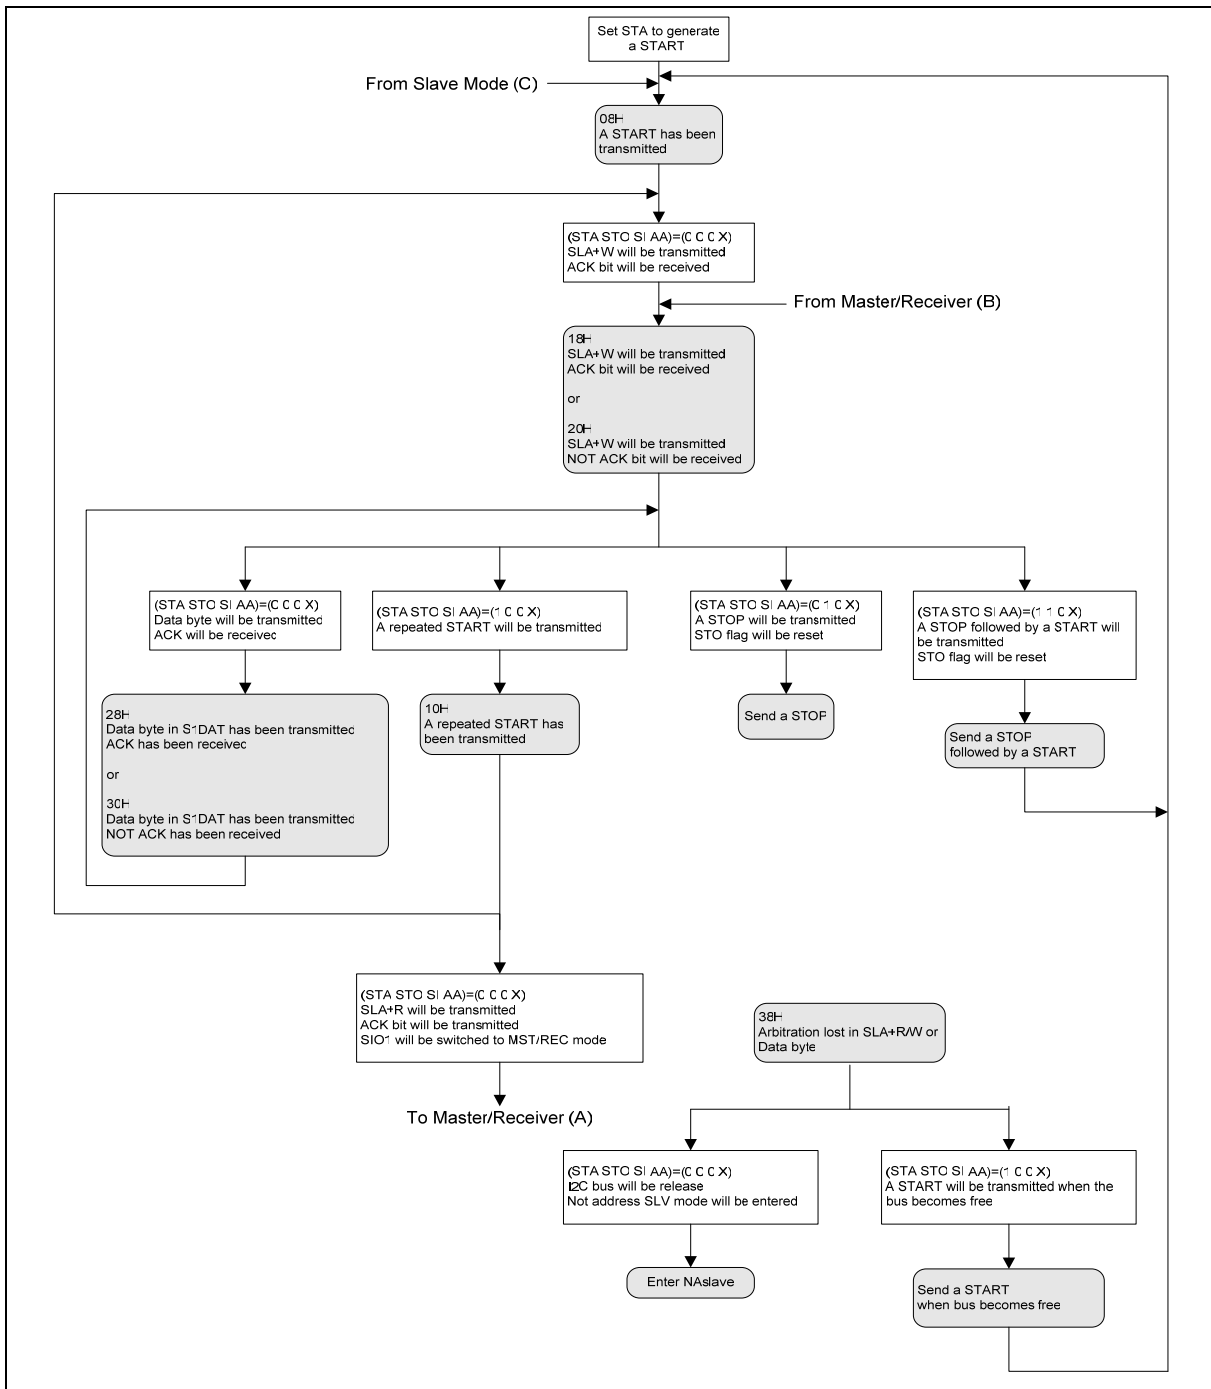 Set STA to generate
a START
From Slave Mode (C)
08H
A START has been
transmitted
(STA STO SI AA)=(0 0 0 X)
SLA+W will be transmitted
ACK bit will be received
From Master/Receiver (B)
18H
SLA+W will be transmitted
ACK bit will be received
or
20H
SLA+W will be transmitted
NOT ACK bit will be received
(STA STO SI AA)=(0 0 0 X)
Data byte will be transmitted
ACK will be received
(STA STO SI AA)=(1 0 0 X)
A repeated START will be transmitted
(STA STO SI AA)=(0 1 0 X)
A STOP will be transmitted
STO flag will be reset
(STA STO SI AA)=(1 1 0 X)
A STOP followed by a START will
be transmitted
STO flag will be reset
28H
Data byte in S1DAT has been transmitted
ACK has been received
or
30H
Data byte in S1DAT has been transmitted
NOT ACK has been received
10H
A repeated START has
been transmitted
Send a STOP
Send a STOP
followed by a START
(STA STO SI AA)=(0 0 0 X)
SLA+R will be transmitted
ACK bit will be transmitted
SIO1 will be switched to MST/REC mode
To Master/Receiver (A)
38H
Arbitration lost in SLA+R/W or
Data byte
(STA STO SI AA)=(0 0 0 X)
I2C bus will be release
Not address SLV mode will be entered
(STA STO SI AA)=(1 0 0 X)
A START will be transmitted when the
bus becomes free
Enter NAslave
Send a START
when bus becomes free